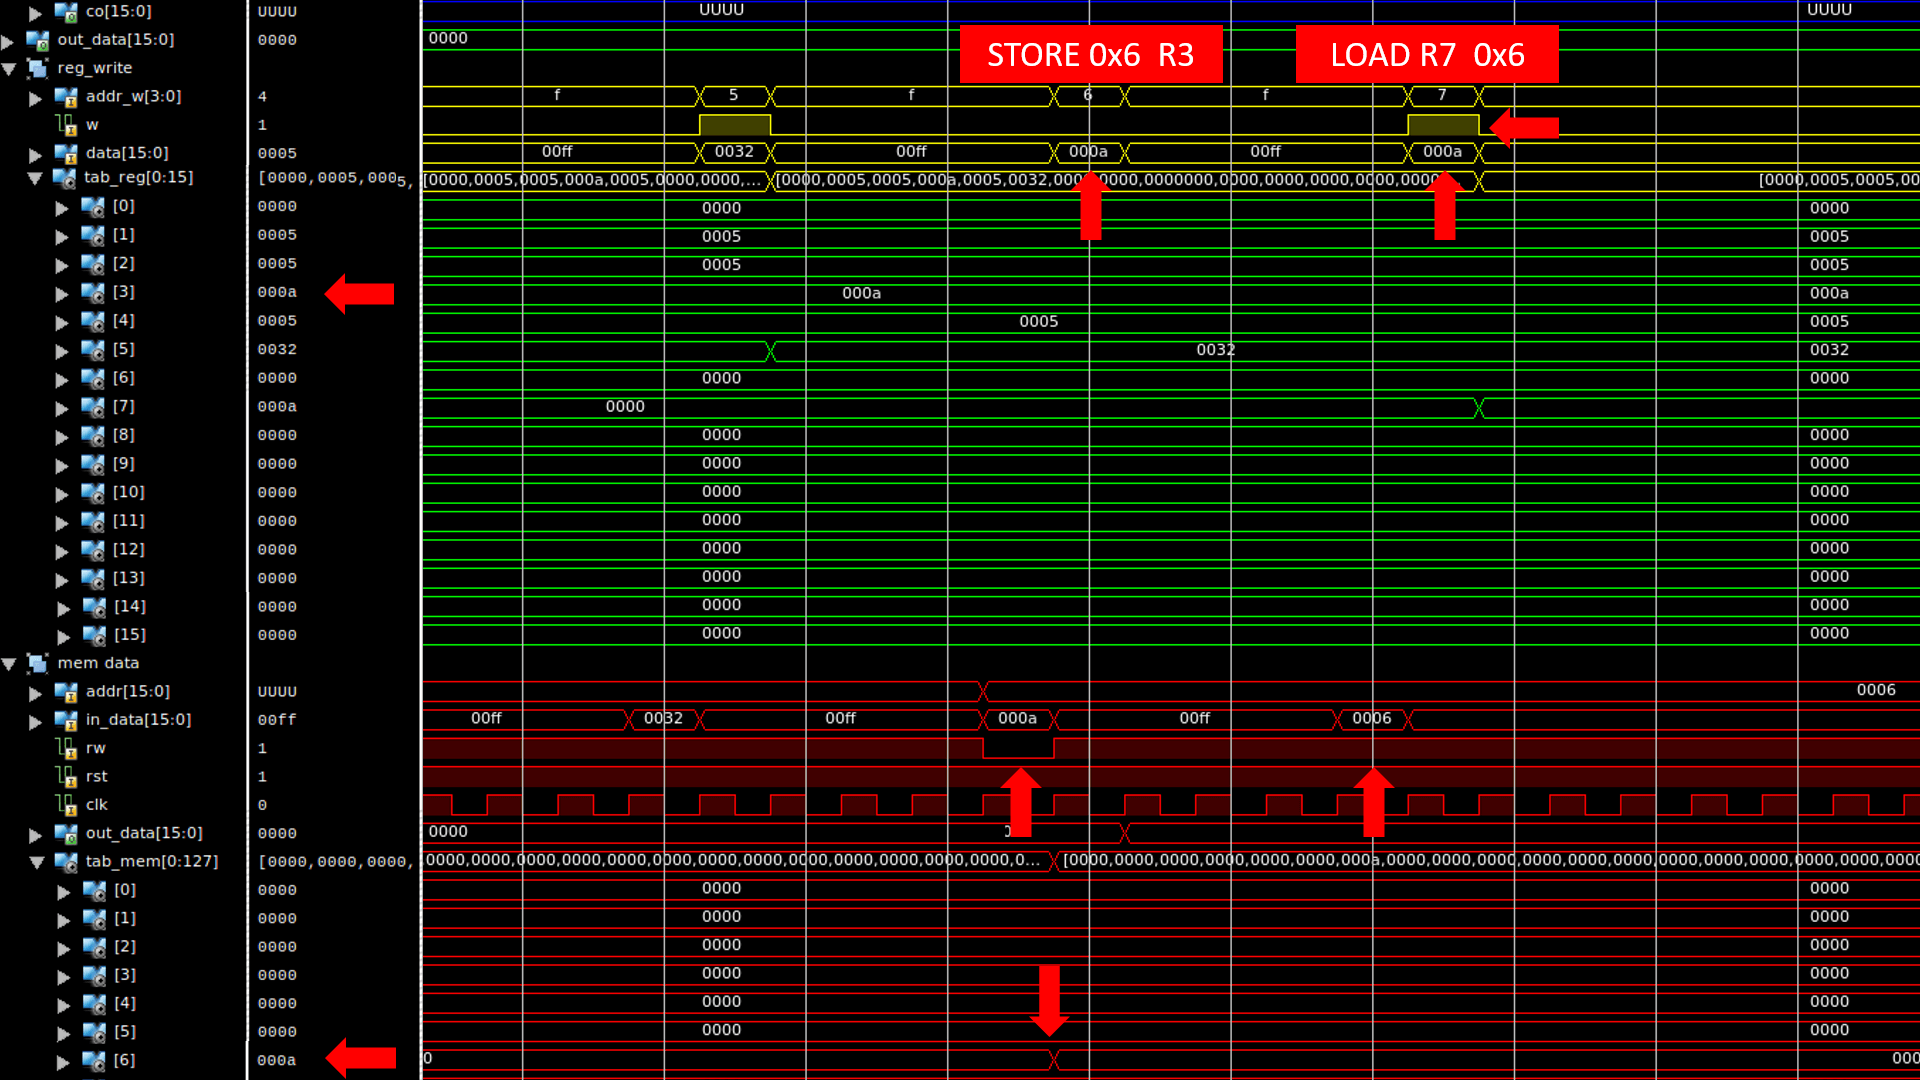 co[15:0] UUUU UUUU UUUU
out_data[15:0] 0000 0000
STORE 0x6 R3 LOAD R7 0x6
reg_write
addr_w[3:0] 4 f 5 f 6 f 7
w 1
data[15:0] 0005 00ff 0032 00ff 000a 00ff 000a
tab_reg[0:15] [0000,0005,0005, [0000,0005,0005,000a,0005,0000,0000,... [0000,0005,0005,000a,0005,0032, [0000,0005,0005,00
[0] 0000 0000 0000
[1] 0005 0005 0005
[2] 0005 0005 0005
[3] 000a 000a 000a
[4] 0005 0005 0005
[5] 0032 0032 0032
[6] 0000 0000 0000
[7] 000a 0000
[8] 0000 0000 0000
[9] 0000 0000 0000
[10] 0000 0000 0000
[11] 0000 0000 0000
[12] 0000 0000 0000
[13] 0000 0000 0000
[14] 0000 0000 0000
[15] 0000 0000 0000
mem data
addr[15:0] UUUU 0006
in_data[15:0] 00ff 00ff 0032 00ff 000a 00ff 0006
rw 1
rst 1
clk 0
out_data[15:0] 0000 0000
tab_mem[0:127] [0000,0000,0000, 0000,0000,0000,0000,0000,0000,0000,0000,0000,0000,0000,0000,0... [0000,0000,0000,0000,0000,0000,000a,0000,0000,0000,0000,0000,0000,0000,0000,0000,0000,0000
[0] 0000 0000 0000
[1] 0000 0000 0000
[2] 0000 0000 0000
[3] 0000 0000 0000
[4] 0000 0000 0000
[5] 0000 0000 0000
[6] 000a 0 000